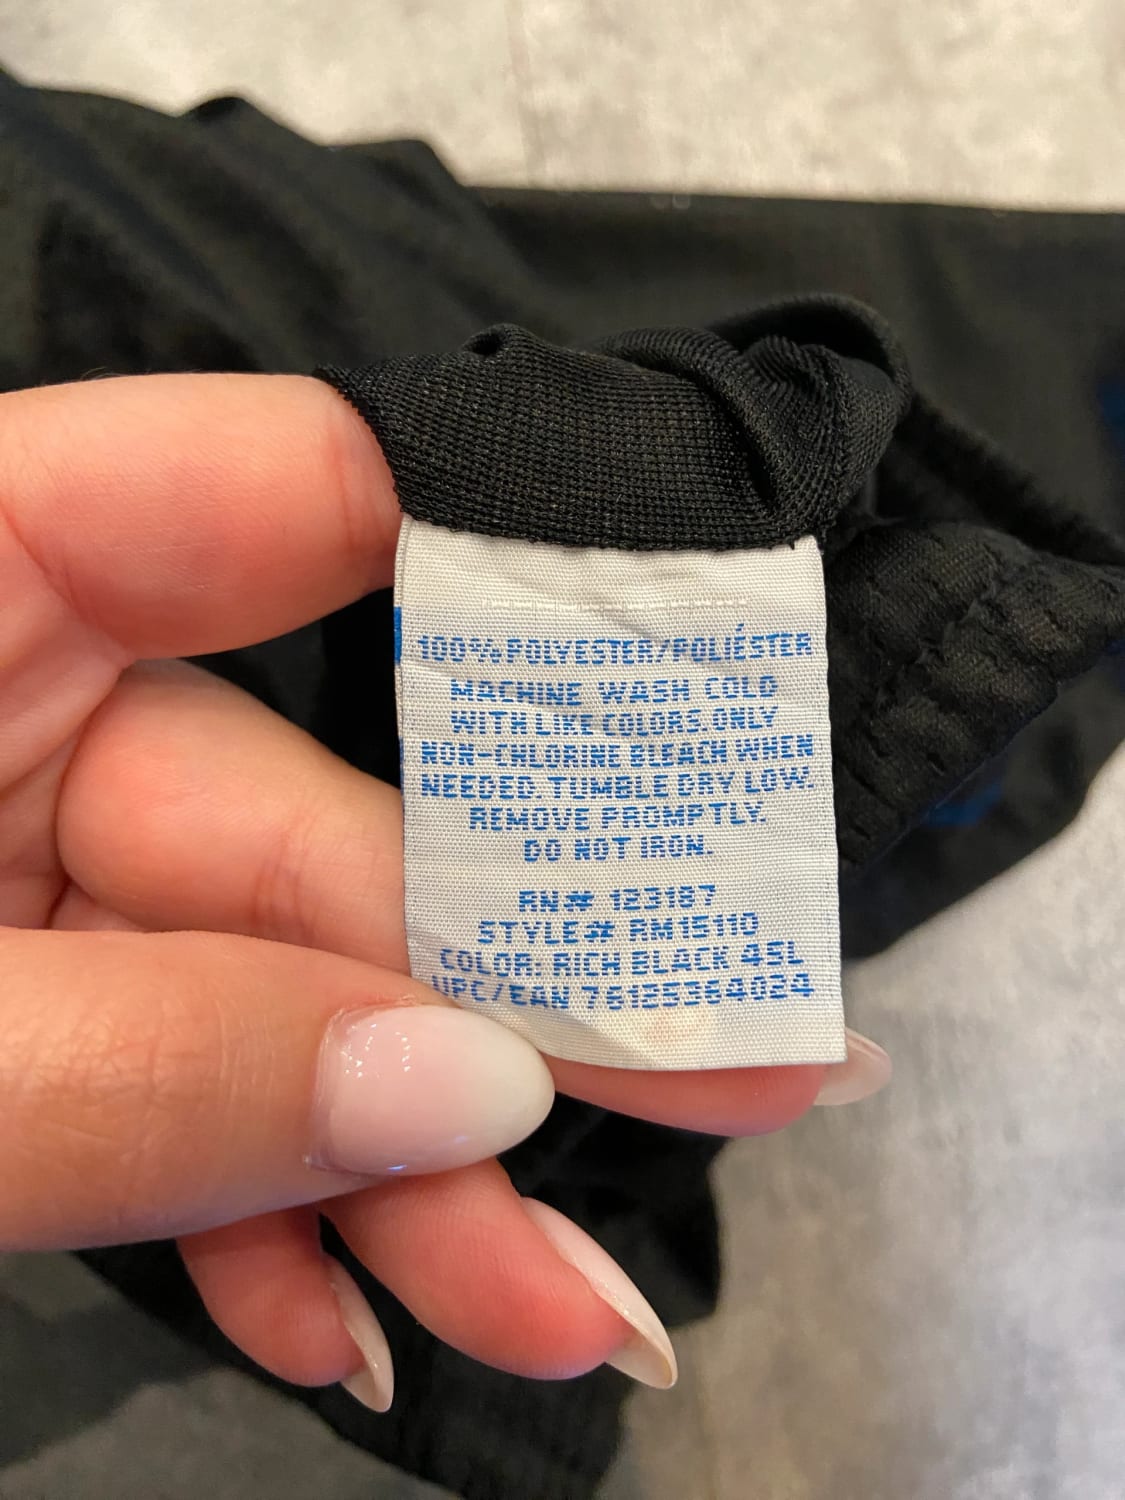 100% POLYESTER/POLIÉSTER
MACHINE WASH COLD
WITH LIKE COLORS. ONLY
NON-CHLORINE BLEACH WHEN
NEEDED. TUMBLE DRY LOW.
REMOVE PROMPTLY.
DO NOT IRON.
RN# 123187
STYLE# RM15110
COLOR: RICH BLACK 4SL
UPC/EAN